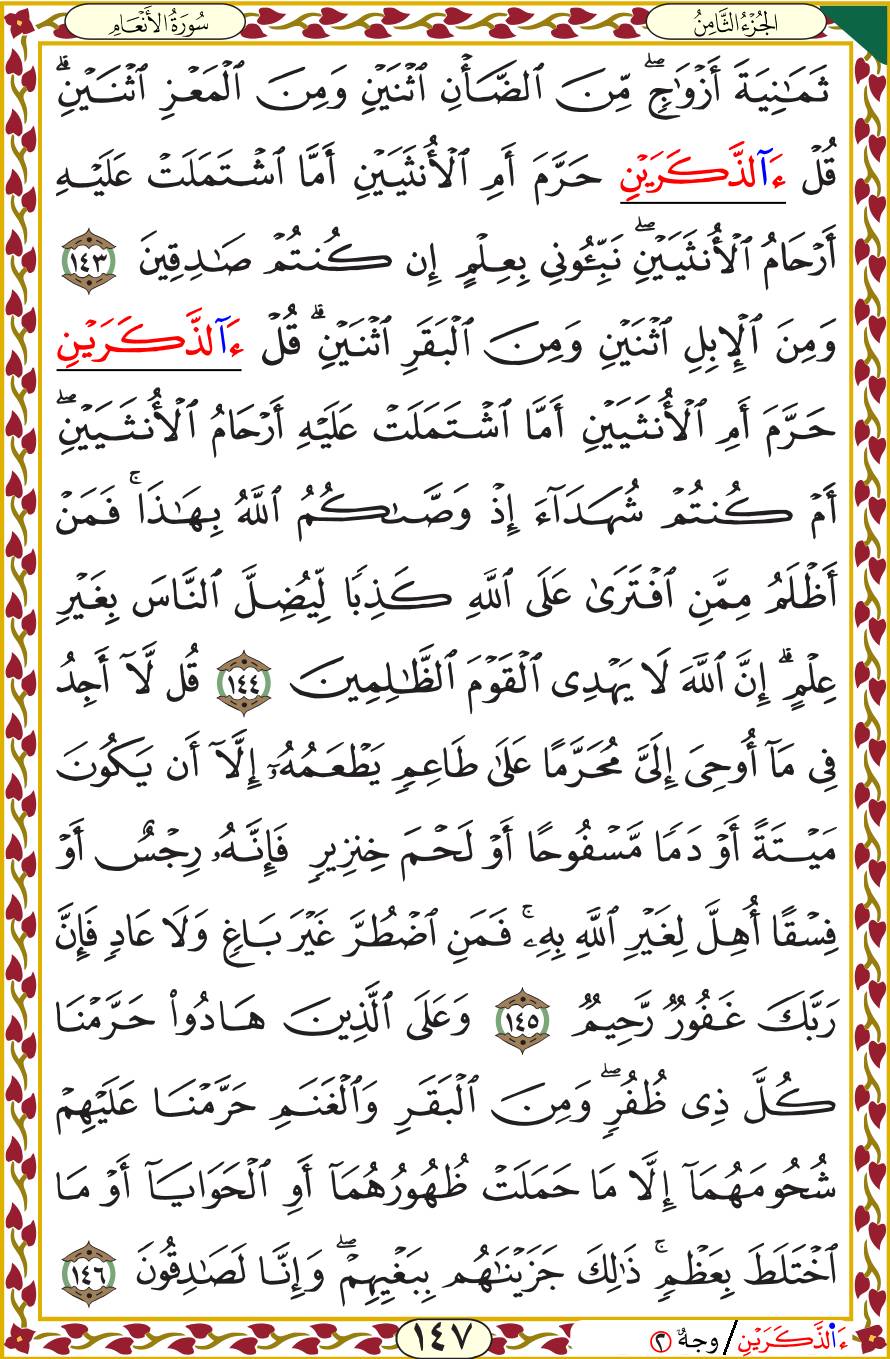 الجُزْءُ الثَّامِنُ
سُورَةُ الأَنْعَامِ
ثَمَٰنِيَةَ أَزْوَٰجٍۖ مِّنَ ٱلضَّأْنِ ٱثْنَيْنِ وَمِنَ ٱلْمَعْزِ ٱثْنَيْنِۗ
قُلْ ءَآلذَّكَرَيْنِ حَرَّمَ أَمِ ٱلْأُنثَيَيْنِ أَمَّا ٱشْتَمَلَتْ عَلَيْهِ
أَرْحَامُ ٱلْأُنثَيَيْنِۖ نَبِّـُٔونِى بِعِلْمٍ إِن كُنتُمْ صَـٰدِقِينَ ١٤٣
وَمِنَ ٱلْإِبِلِ ٱثْنَيْنِ وَمِنَ ٱلْبَقَرِ ٱثْنَيْنِۗ قُلْ ءَآلذَّكَرَيْنِ
حَرَّمَ أَمِ ٱلْأُنثَيَيْنِ أَمَّا ٱشْتَمَلَتْ عَلَيْهِ أَرْحَامُ ٱلْأُنثَيَيْنِۖ
أَمْ كُنتُمْ شُهَدَآءَ إِذْ وَصَّىٰكُمُ ٱللَّهُ بِهَـٰذَاۚ فَمَنْ
أَظْلَمُ مِمَّنِ ٱفْتَرَىٰ عَلَى ٱللَّهِ كَذِبًا لِّيُضِلَّ ٱلنَّاسَ بِغَيْرِ
عِلْمٍۗ إِنَّ ٱللَّهَ لَا يَهْدِى ٱلْقَوْمَ ٱلظَّـٰلِمِينَ ١٤٤ قُل لَّآ أَجِدُ
فِى مَآ أُوحِىَ إِلَىَّ مُحَرَّمًا عَلَىٰ طَاعِمٍ يَطْعَمُهُۥٓ إِلَّآ أَن يَكُونَ
مَيْتَةً أَوْ دَمًا مَّسْفُوحًا أَوْ لَحْمَ خِنزِيرٍ فَإِنَّهُۥ رِجْسٌ أَوْ
فِسْقًا أُهِلَّ لِغَيْرِ ٱللَّهِ بِهِۦۚ فَمَنِ ٱضْطُرَّ غَيْرَ بَاغٍ وَلَا عَادٍ فَإِنَّ
رَبَّكَ غَفُورٌ رَّحِيمٌ ١٤٥ وَعَلَى ٱلَّذِينَ هَادُوا۟ حَرَّمْنَا
كُلَّ ذِى ظُفُرٍۖ وَمِنَ ٱلْبَقَرِ وَٱلْغَنَمِ حَرَّمْنَا عَلَيْهِمْ
شُحُومَهُمَآ إِلَّا مَا حَمَلَتْ ظُهُورُهُمَآ أَوِ ٱلْحَوَايَآ أَوْ مَا
ٱخْتَلَطَ بِعَظْمٍۚ ذَٰلِكَ جَزَيْنَـٰهُم بِبَغْيِهِمْۖ وَإِنَّا لَصَـٰدِقُونَ ١٤٦
١٤٧
ءَا۬لذَّكَرَيْنِ / وجهٌ ٢